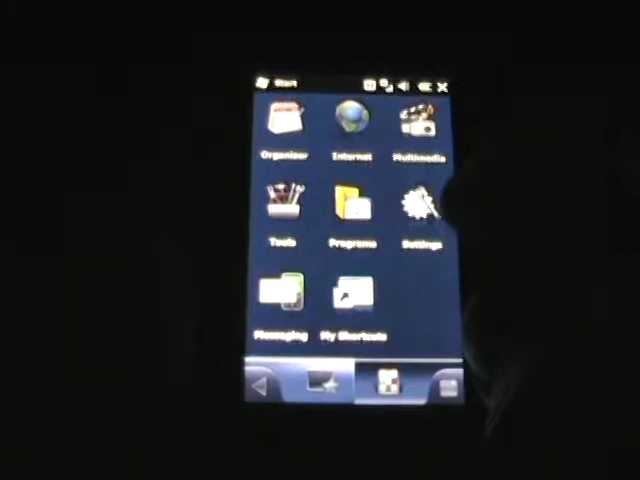 Start
Organizer Internet Multimedia
Tools Programs Settings
Messaging My Shortcuts